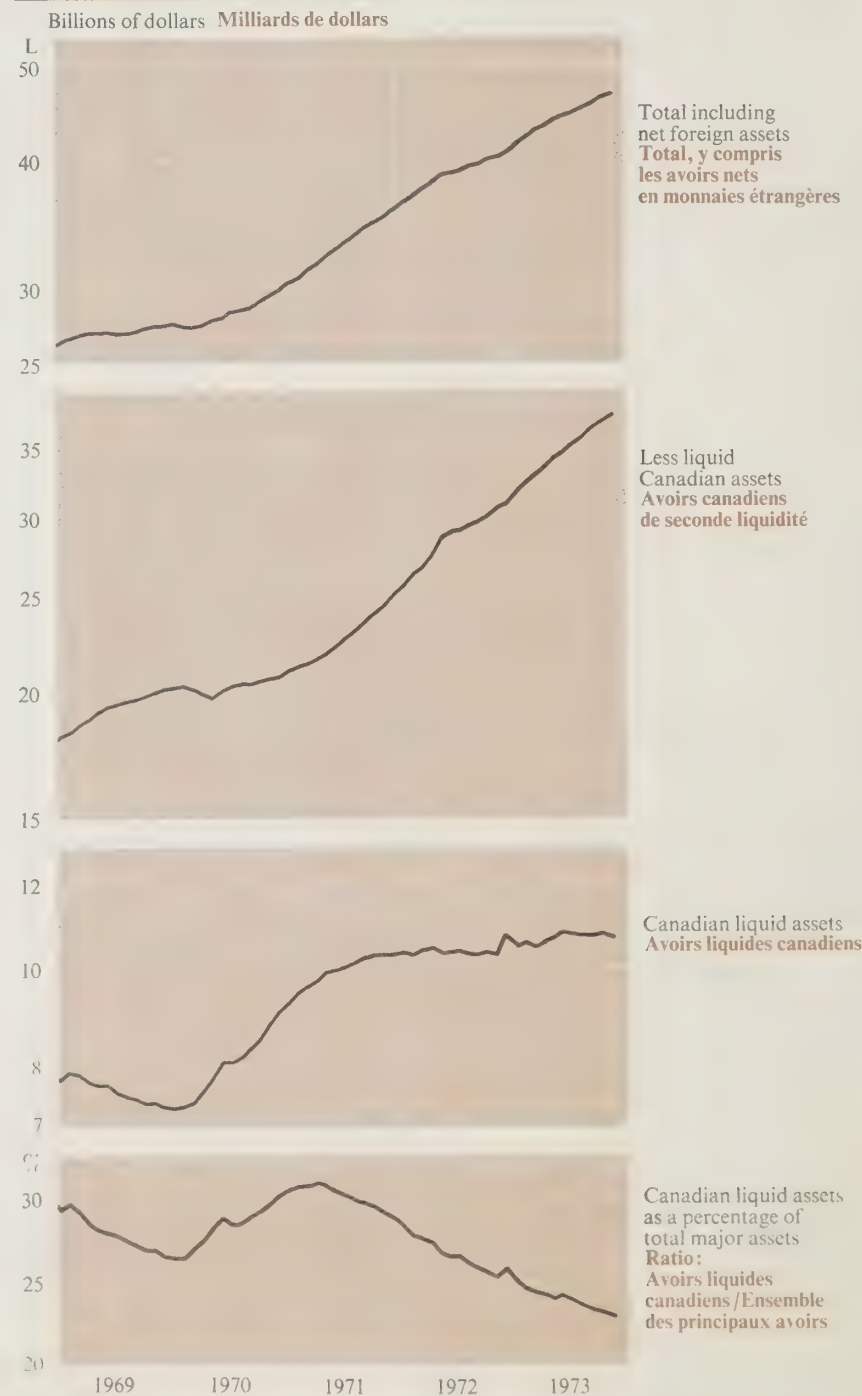 Billions of dollars Milliards de dollars
L
50
40
30
25
Total including
net foreign assets
Total, y compris
les avoirs nets
en monnaies étrangères
35
30
25
20
15
Less liquid
Canadian assets
Avoirs canadiens
de seconde liquidité
12
10
8
7
Canadian liquid assets
Avoirs liquides canadiens
%
30
25
20
Canadian liquid assets
as a percentage of
total major assets
Ratio:
Avoirs liquides
canadiens/Ensemble
des principaux avoirs
1969 1970 1971 1972 1973